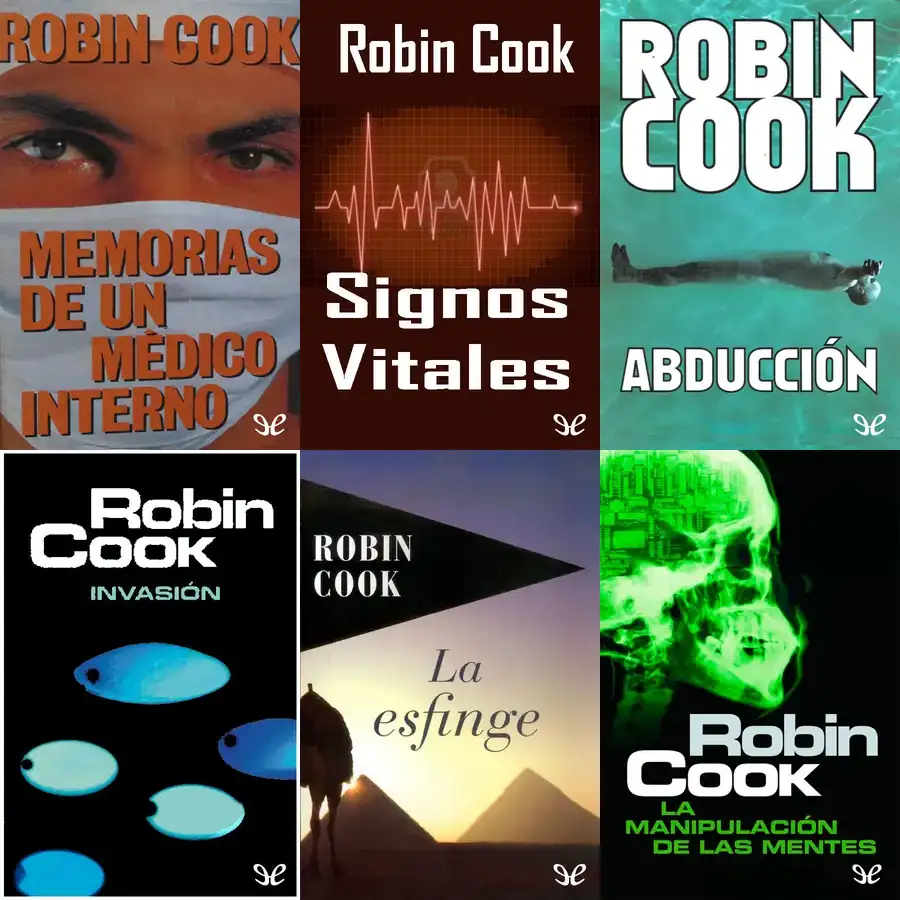 ROBIN COOK
MEMORIAS
DE UN
MÉDICO
INTERNO
Robin Cook
Signos
Vitales
ROBIN
COOK
ABDUCCIÓN
Robin
Cook
INVASIÓN
ROBIN
COOK
La
esfinge
Robin
Cook
LA
MANIPULACIÓN
DE LAS MENTES